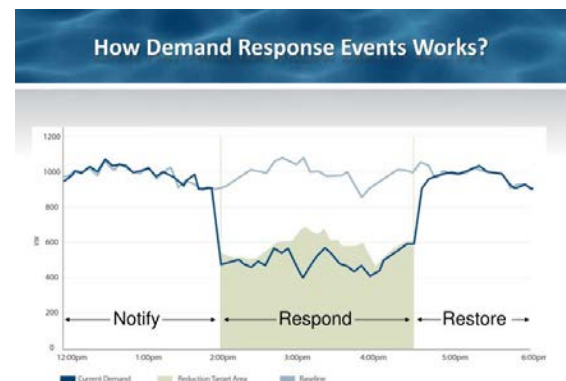 How Demand Response Events Works?
1200
1000
800
600
400
200
0
kW
Notify
Respond
Restore
12:00pm
1:00pm
2:00pm
3:00pm
4:00pm
5:00pm
6:00pm
Current Demand
Reduction Target Area
Baseline